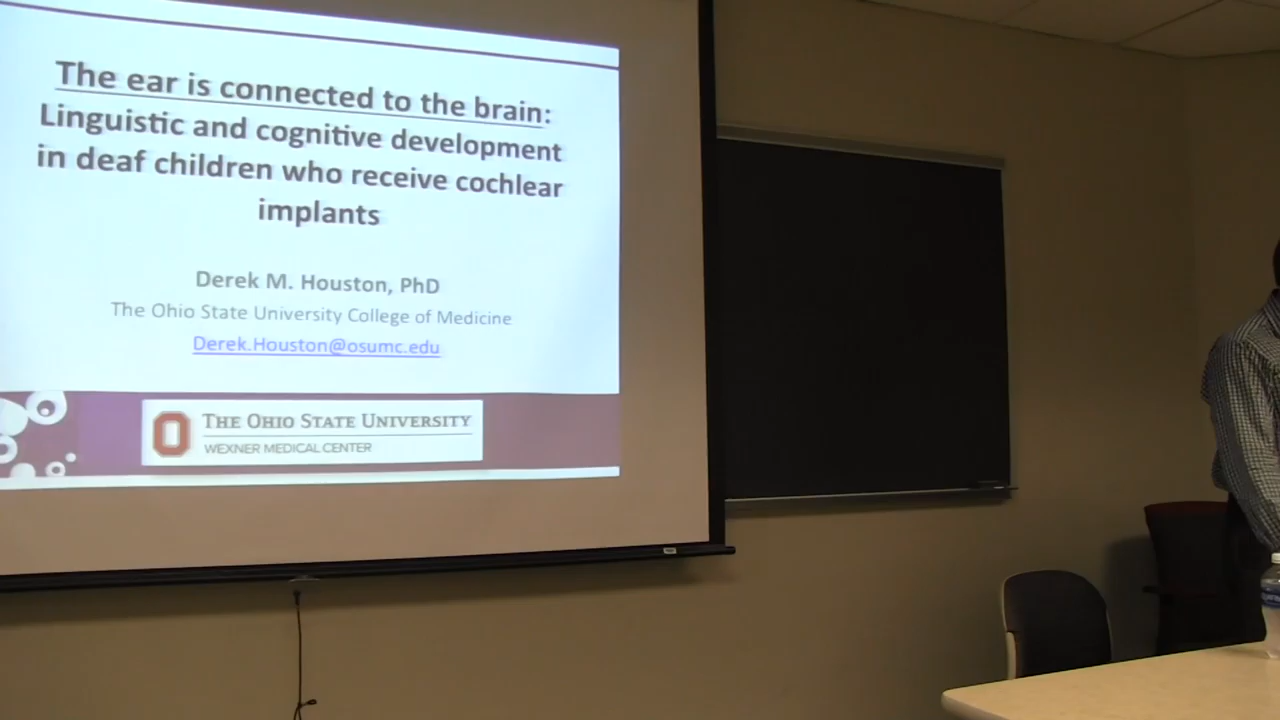 The ear is connected to the brain:
Linguistic and cognitive development
in deaf children who receive cochlear
implants
Derek M. Houston, PhD
The Ohio State University College of Medicine
Derek.Houston@osumc.edu
THE OHIO STATE UNIVERSITY
WEXNER MEDICAL CENTER